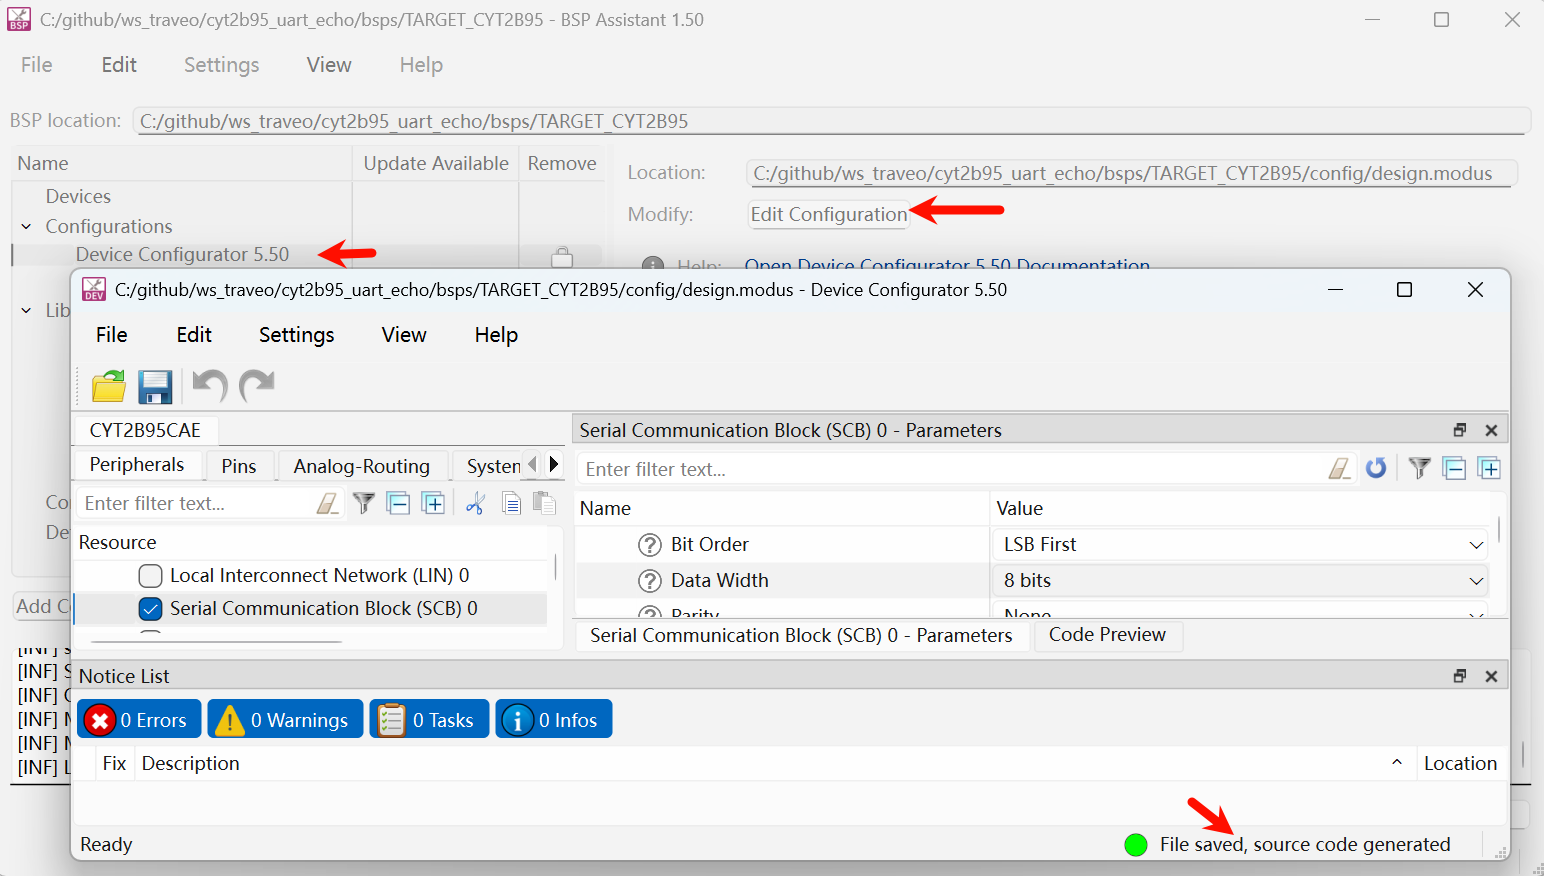 BSP
C:/github/ws_traveo/cyt2b95_uart_echo/bsps/TARGET_CYT2B95 - BSP Assistant 1.50
File Edit Settings View Help
BSP location: C:/github/ws_traveo/cyt2b95_uart_echo/bsps/TARGET_CYT2B95
Name Update Available Remove
Devices
Configurations
Device Configurator 5.50
Location: C:/github/ws_traveo/cyt2b95_uart_echo/bsps/TARGET_CYT2B95/config/design.modus
Modify: Edit Configuration
Help: Open Device Configurator 5.50 Documentation
Lib
Co
De
Add C
[INF] s
[INF] S
[INF] C
[INF] M
[INF] M
[INF] L
DEV
C:/github/ws_traveo/cyt2b95_uart_echo/bsps/TARGET_CYT2B95/config/design.modus - Device Configurator 5.50
File Edit Settings View Help
CYT2B95CAE
Peripherals Pins Analog-Routing System
Enter filter text...
Resource
Local Interconnect Network (LIN) 0
Serial Communication Block (SCB) 0
Serial Communication Block (SCB) 0 - Parameters
Enter filter text...
Name Value
Bit Order LSB First
Data Width 8 bits
Parity None
Serial Communication Block (SCB) 0 - Parameters Code Preview
Notice List
0 Errors 0 Warnings 0 Tasks 0 Infos
Fix Description Location
Ready File saved, source code generated